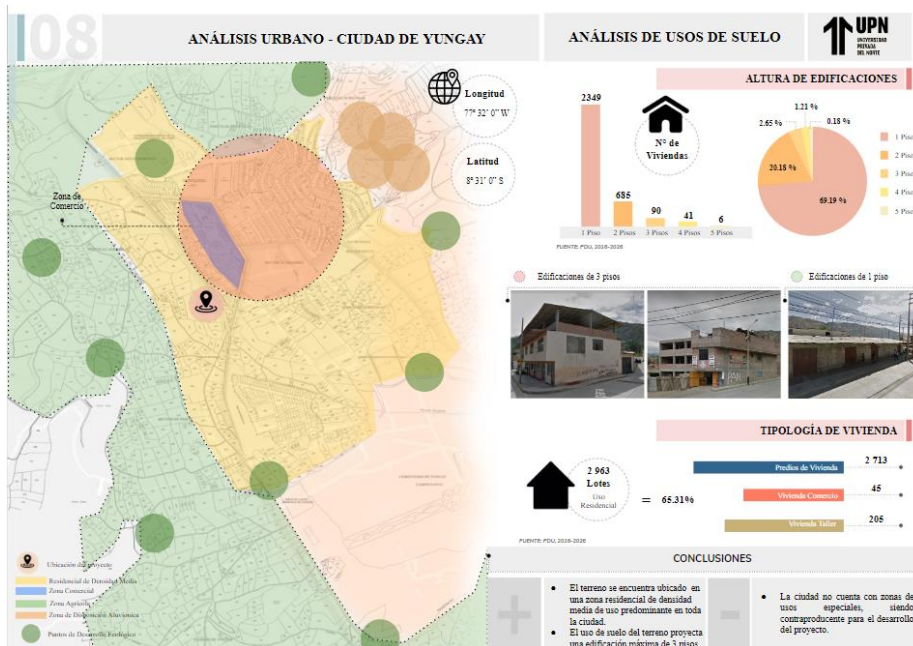 08
ANÁLISIS URBANO - CIUDAD DE YUNGAY
ANÁLISIS DE USOS DE SUELO
UPN
UNIVERSIDAD
PRIVADA
DEL NORTE
Longitud
77° 32' 0" W
Latitud
8° 31' 0" S
Zona de
Comercio
ALTURA DE EDIFICACIONES
2349
685
90
41
6
1 Piso
2 Pisos
3 Pisos
4 Pisos
5 Pisos
N° de
Viviendas
FUENTE: PDU, 2016-2026
1.21 %
2.65 %
0.18 %
20.18 %
69.19 %
1 Piso
2 Piso
3 Piso
4 Piso
5 Piso
Edificaciones de 3 pisos
Edificaciones de 1 piso
TIPOLOGÍA DE VIVIENDA
2 963
Lotes
Uso
Residencial
= 65.31%
Predios de Vivienda
2 713
Vivienda Comercio
45
Vivienda Taller
205
FUENTE: PDU, 2016-2026
Ubicación del proyecto
Residencial de Densidad Media
Zona Comercial
Zona Agrícola
Zona de Disposición Aluviónica
Puntos de Desarrollo Ecológico
CONCLUSIONES
+
• El terreno se encuentra ubicado en
una zona residencial de densidad
media de uso predominante en toda
la ciudad.
• El uso de suelo del terreno proyecta
una edificación máxima de 3 pisos
-
• La ciudad no cuenta con zonas de
usos especiales, siendo
contraproducente para el desarrollo
del proyecto.